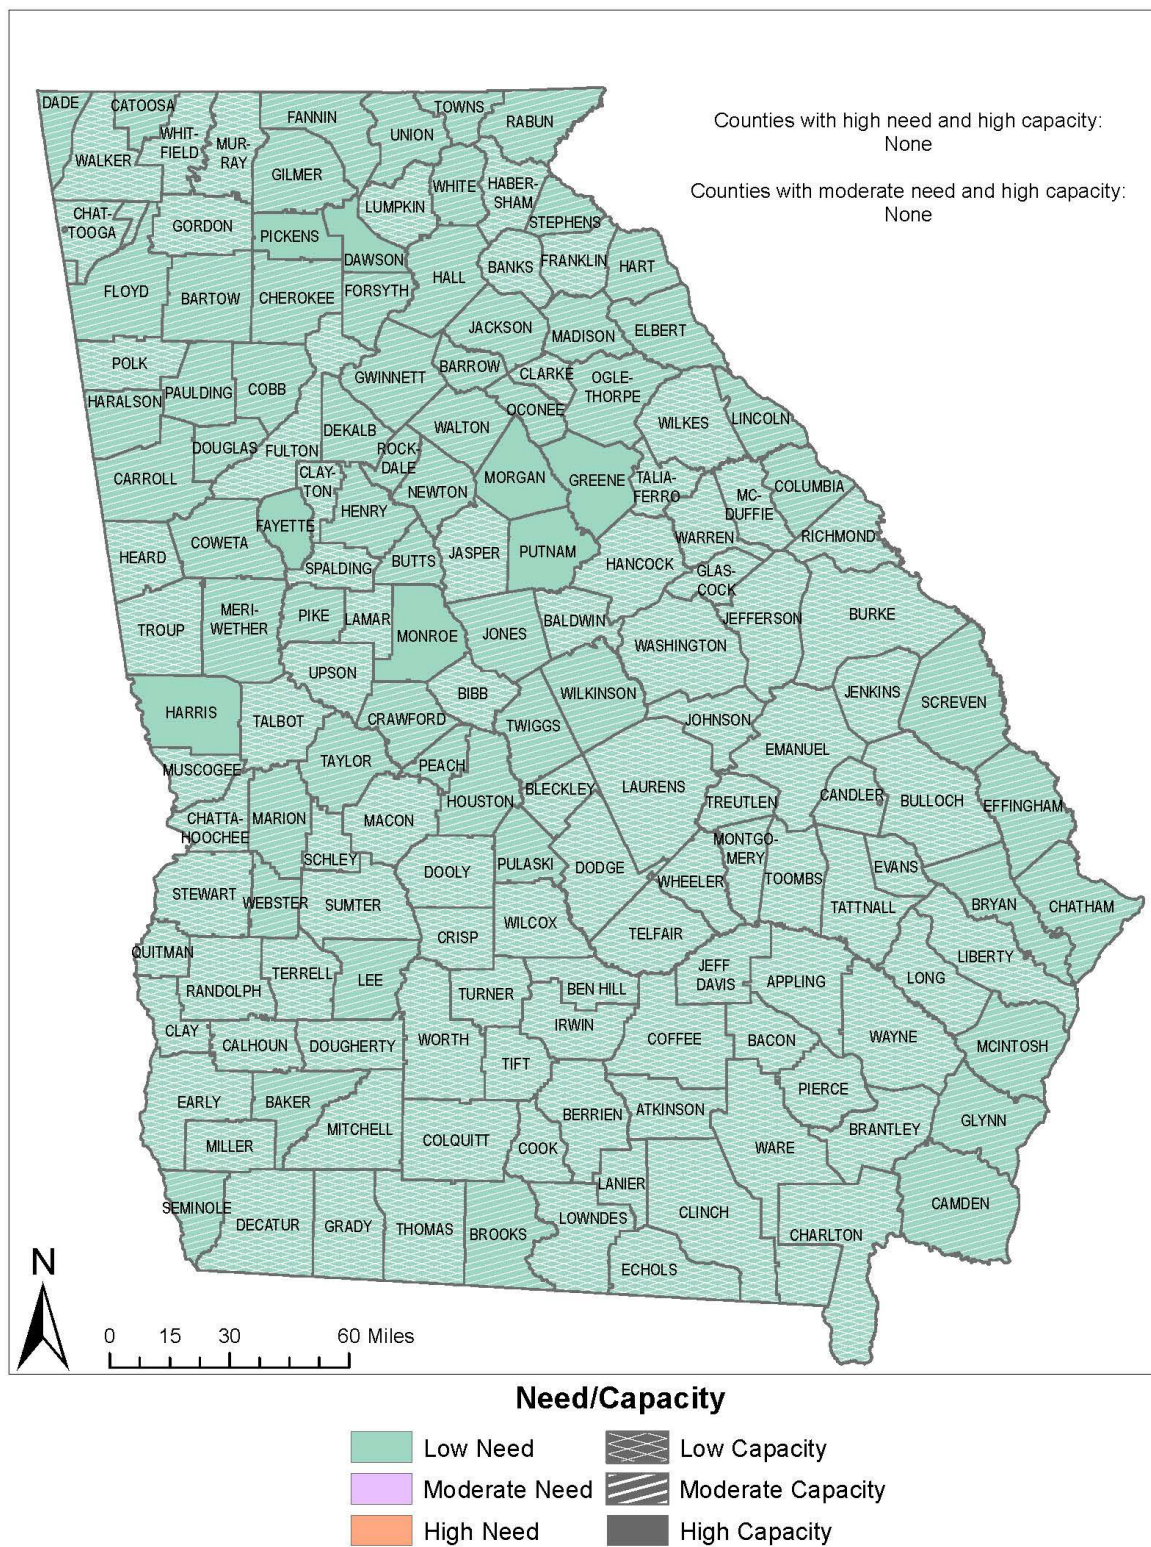 Counties with high need and high capacity:
None
Counties with moderate need and high capacity:
None
DADE
CATOOSA
FANNIN
TOWNS
RABUN
UNION
WHIT-
FIELD
MUR-
RAY
WALKER
GILMER
WHITE
HABER-
SHAM
LUMPKIN
STEPHENS
CHAT-
TOOGA
GORDON
PICKENS
DAWSON
BANKS
FRANKLIN
HART
HALL
FLOYD
BARTOW
CHEROKEE
FORSYTH
JACKSON
MADISON
ELBERT
POLK
BARROW
CLARKE
OGLE-
THORPE
GWINNETT
HARALSON
PAULDING
COBB
OCONEE
WILKES
LINCOLN
DEKALB
WALTON
DOUGLAS
FULTON
ROCK-
DALE
CARROLL
CLAY-
TON
MORGAN
GREENE
TALIA-
FERRO
COLUMBIA
NEWTON
MC-
DUFFIE
HENRY
FAYETTE
COWETA
WARREN
RICHMOND
HEARD
SPALDING
BUTTS
JASPER
PUTNAM
HANCOCK
GLAS-
COCK
MERI-
WETHER
PIKE
LAMAR
BALDWIN
JEFFERSON
BURKE
TROUP
MONROE
JONES
WASHINGTON
UPSON
BIBB
WILKINSON
JENKINS
SCREVEN
HARRIS
TALBOT
CRAWFORD
TWIGGS
JOHNSON
EMANUEL
MUSCOGEE
TAYLOR
PEACH
BLECKLEY
LAURENS
TREUTLEN
CANDLER
BULLOCH
EFFINGHAM
HOUSTON
CHATTA-
HOOCHEE
MARION
MACON
MONTGO-
MERY
SCHLEY
DOOLY
PULASKI
DODGE
WHEELER
TOOMBS
EVANS
STEWART
WEBSTER
SUMTER
TATTNALL
BRYAN
CHATHAM
WILCOX
CRISP
TELFAIR
QUITMAN
LIBERTY
TERRELL
LEE
JEFF
DAVIS
APPLING
LONG
RANDOLPH
TURNER
BEN HILL
CLAY
CALHOUN
DOUGHERTY
WORTH
IRWIN
COFFEE
BACON
WAYNE
MCINTOSH
TIFT
PIERCE
EARLY
BAKER
BERRIEN
ATKINSON
GLYNN
MITCHELL
BRANTLEY
MILLER
COLQUITT
COOK
WARE
LANIER
CAMDEN
SEMINOLE
DECATUR
GRADY
THOMAS
BROOKS
LOWNDES
CLINCH
CHARLTON
ECHOLS
N
0 15 30 60 Miles
Need/Capacity
Low Need
Low Capacity
Moderate Need
Moderate Capacity
High Need
High Capacity